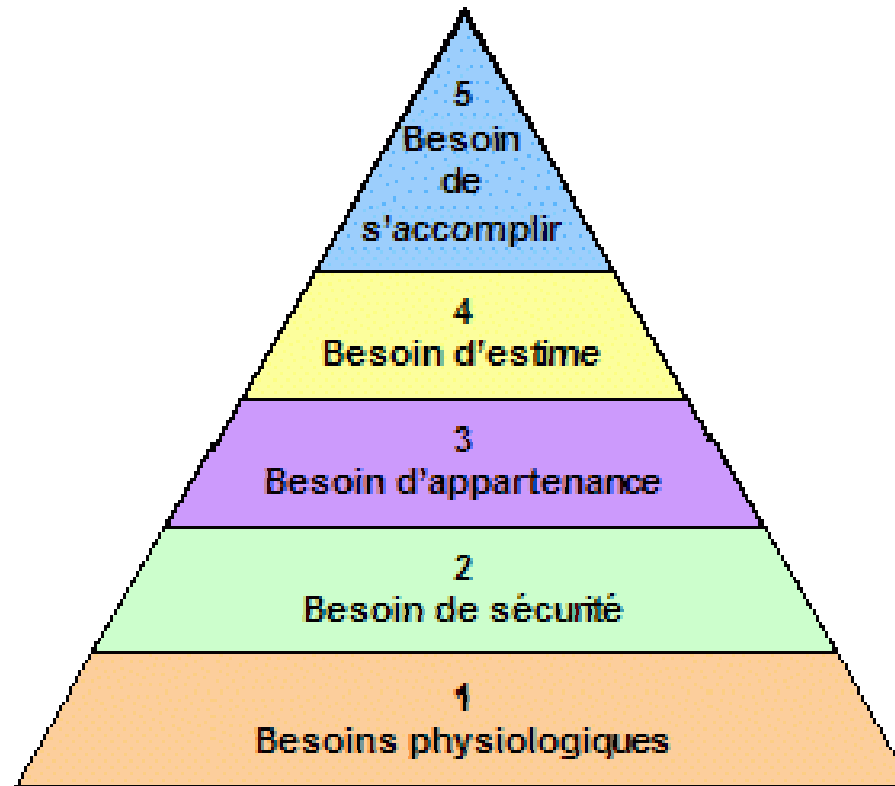 5
Besoin
de
s'accomplir
4
Besoin d'estime
3
Besoin d'appartenance
2
Besoin de sécurité
1
Besoins physiologiques